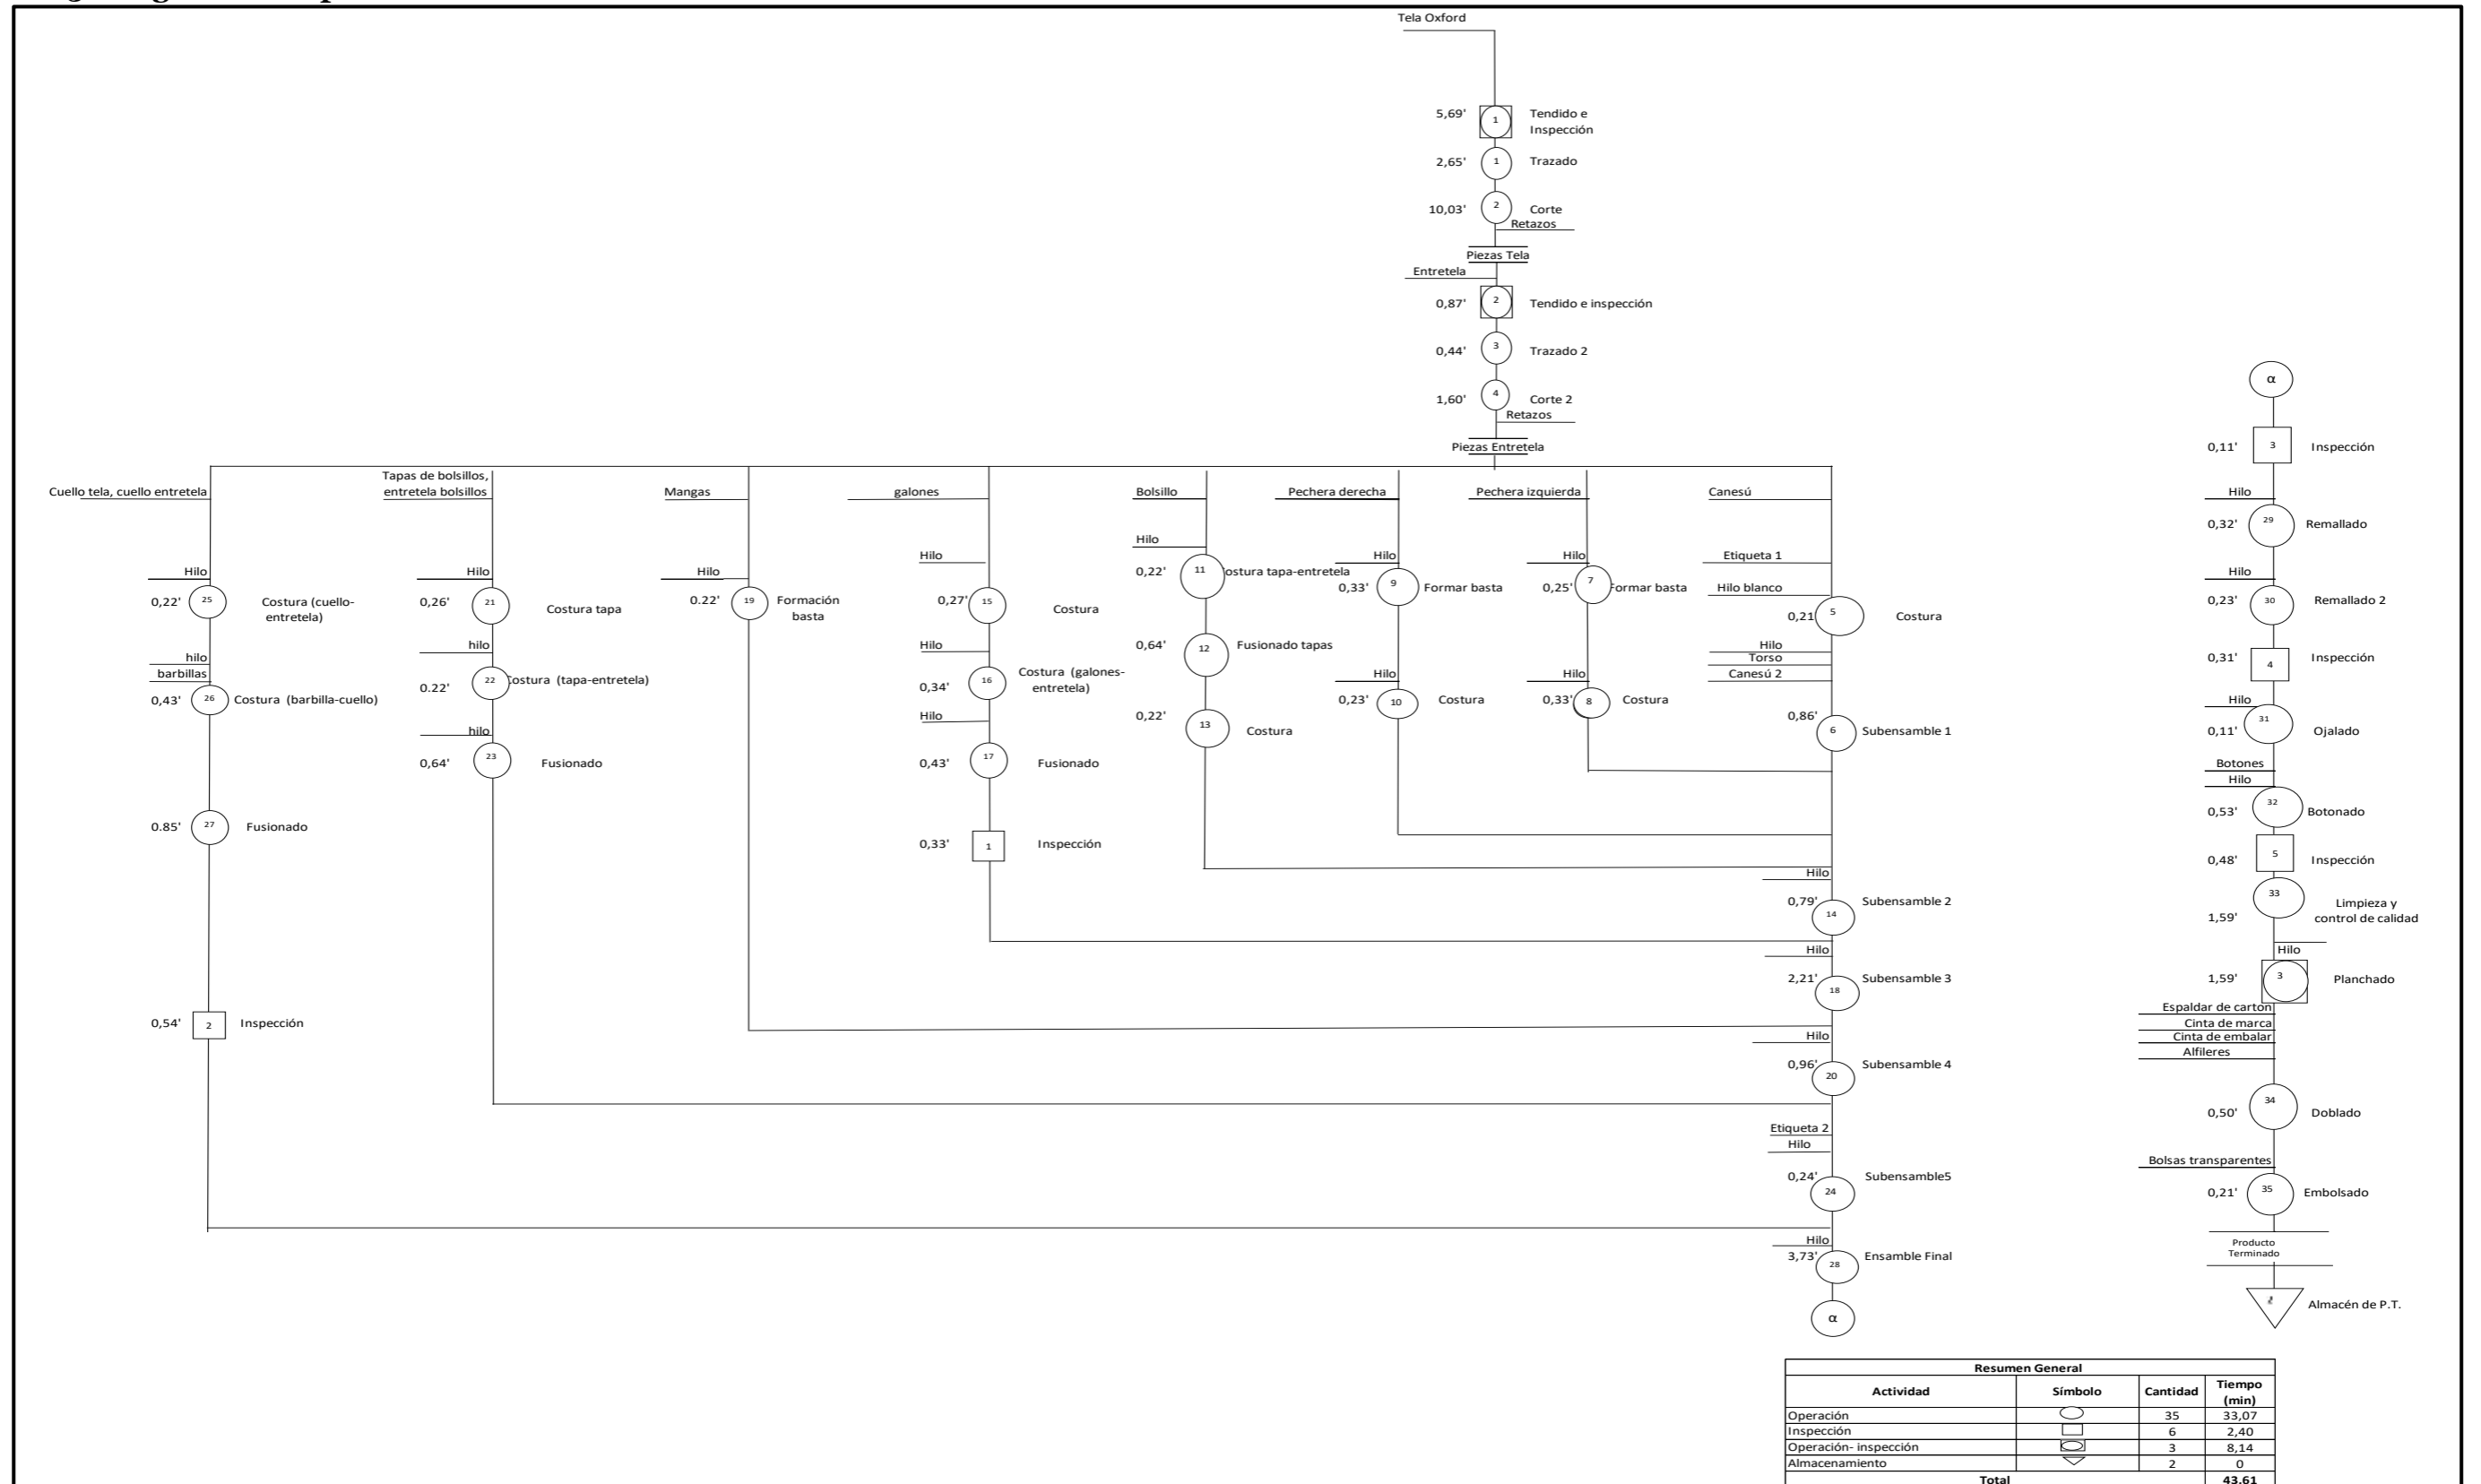 Tela Oxford
5,69' 1 Tendido e
Inspección
2,65' 1 Trazado
10,03' 2 Corte
Retazos
Piezas Tela
Entretela
0,87' 2 Tendido e inspección
0,44' 3 Trazado 2
1,60' 4 Corte 2
Retazos
Piezas Entretela
Cuello tela, cuello entretela
Hilo
0,22' 25 Costura (cuello-
entretela)
hilo
barbillas
0,43' 26 Costura (barbilla-cuello)
0.85' 27 Fusionado
0,54' 2 Inspección
Tapas de bolsillos,
entretela bolsillos
Hilo
0,26' 21 Costura tapa
hilo
0.22' 22 Costura (tapa-entretela)
hilo
0,64' 23 Fusionado
Mangas
Hilo
0.22' 19 Formación
basta
galones
Hilo
0,27' 15 Costura
Hilo
0,34' 16 Costura (galones-
entretela)
Hilo
0,43' 17 Fusionado
0,33' 1 Inspección
Bolsillo
Hilo
0,22' 11 Costura tapa-entretela
0,64' 12 Fusionado tapas
0,22' 13 Costura
Pechera derecha
Hilo
0,33' 9 Formar basta
Hilo
0,23' 10 Costura
Pechera izquierda
Hilo
0,25' 7 Formar basta
Hilo
0,33' 8 Costura
Canesú
Etiqueta 1
Hilo blanco
0,21 5 Costura
Hilo
Torso
Canesú 2
0,86' 6 Subensamble 1
Hilo
0,79' 14 Subensamble 2
Hilo
2,21' 18 Subensamble 3
Hilo
0,96' 20 Subensamble 4
Etiqueta 2
Hilo
0,24' 24 Subensamble5
Hilo
3,73' 28 Ensamble Final
α
α
0,11' 3 Inspección
Hilo
0,32' 29 Remallado
Hilo
0,23' 30 Remallado 2
0,31' 4 Inspección
Hilo
0,11' 31 Ojalado
Botones
Hilo
0,53' 32 Botonado
0,48' 5 Inspección
33 Limpieza y
1,59' control de calidad
Hilo
1,59' 3 Planchado
Espaldar de carton
Cinta de marca
Cinta de embalar
Alfileres
0,50' 34 Doblado
Bolsas transparentes
0,21' 35 Embolsado
Producto
Terminado
Almacén de P.T.
Resumen General
Actividad Símbolo Cantidad Tiempo
(min)
Operación 35 33,07
Inspección 6 2,40
Operación- inspección 3 8,14
Almacenamiento 2 0
Total 43,61